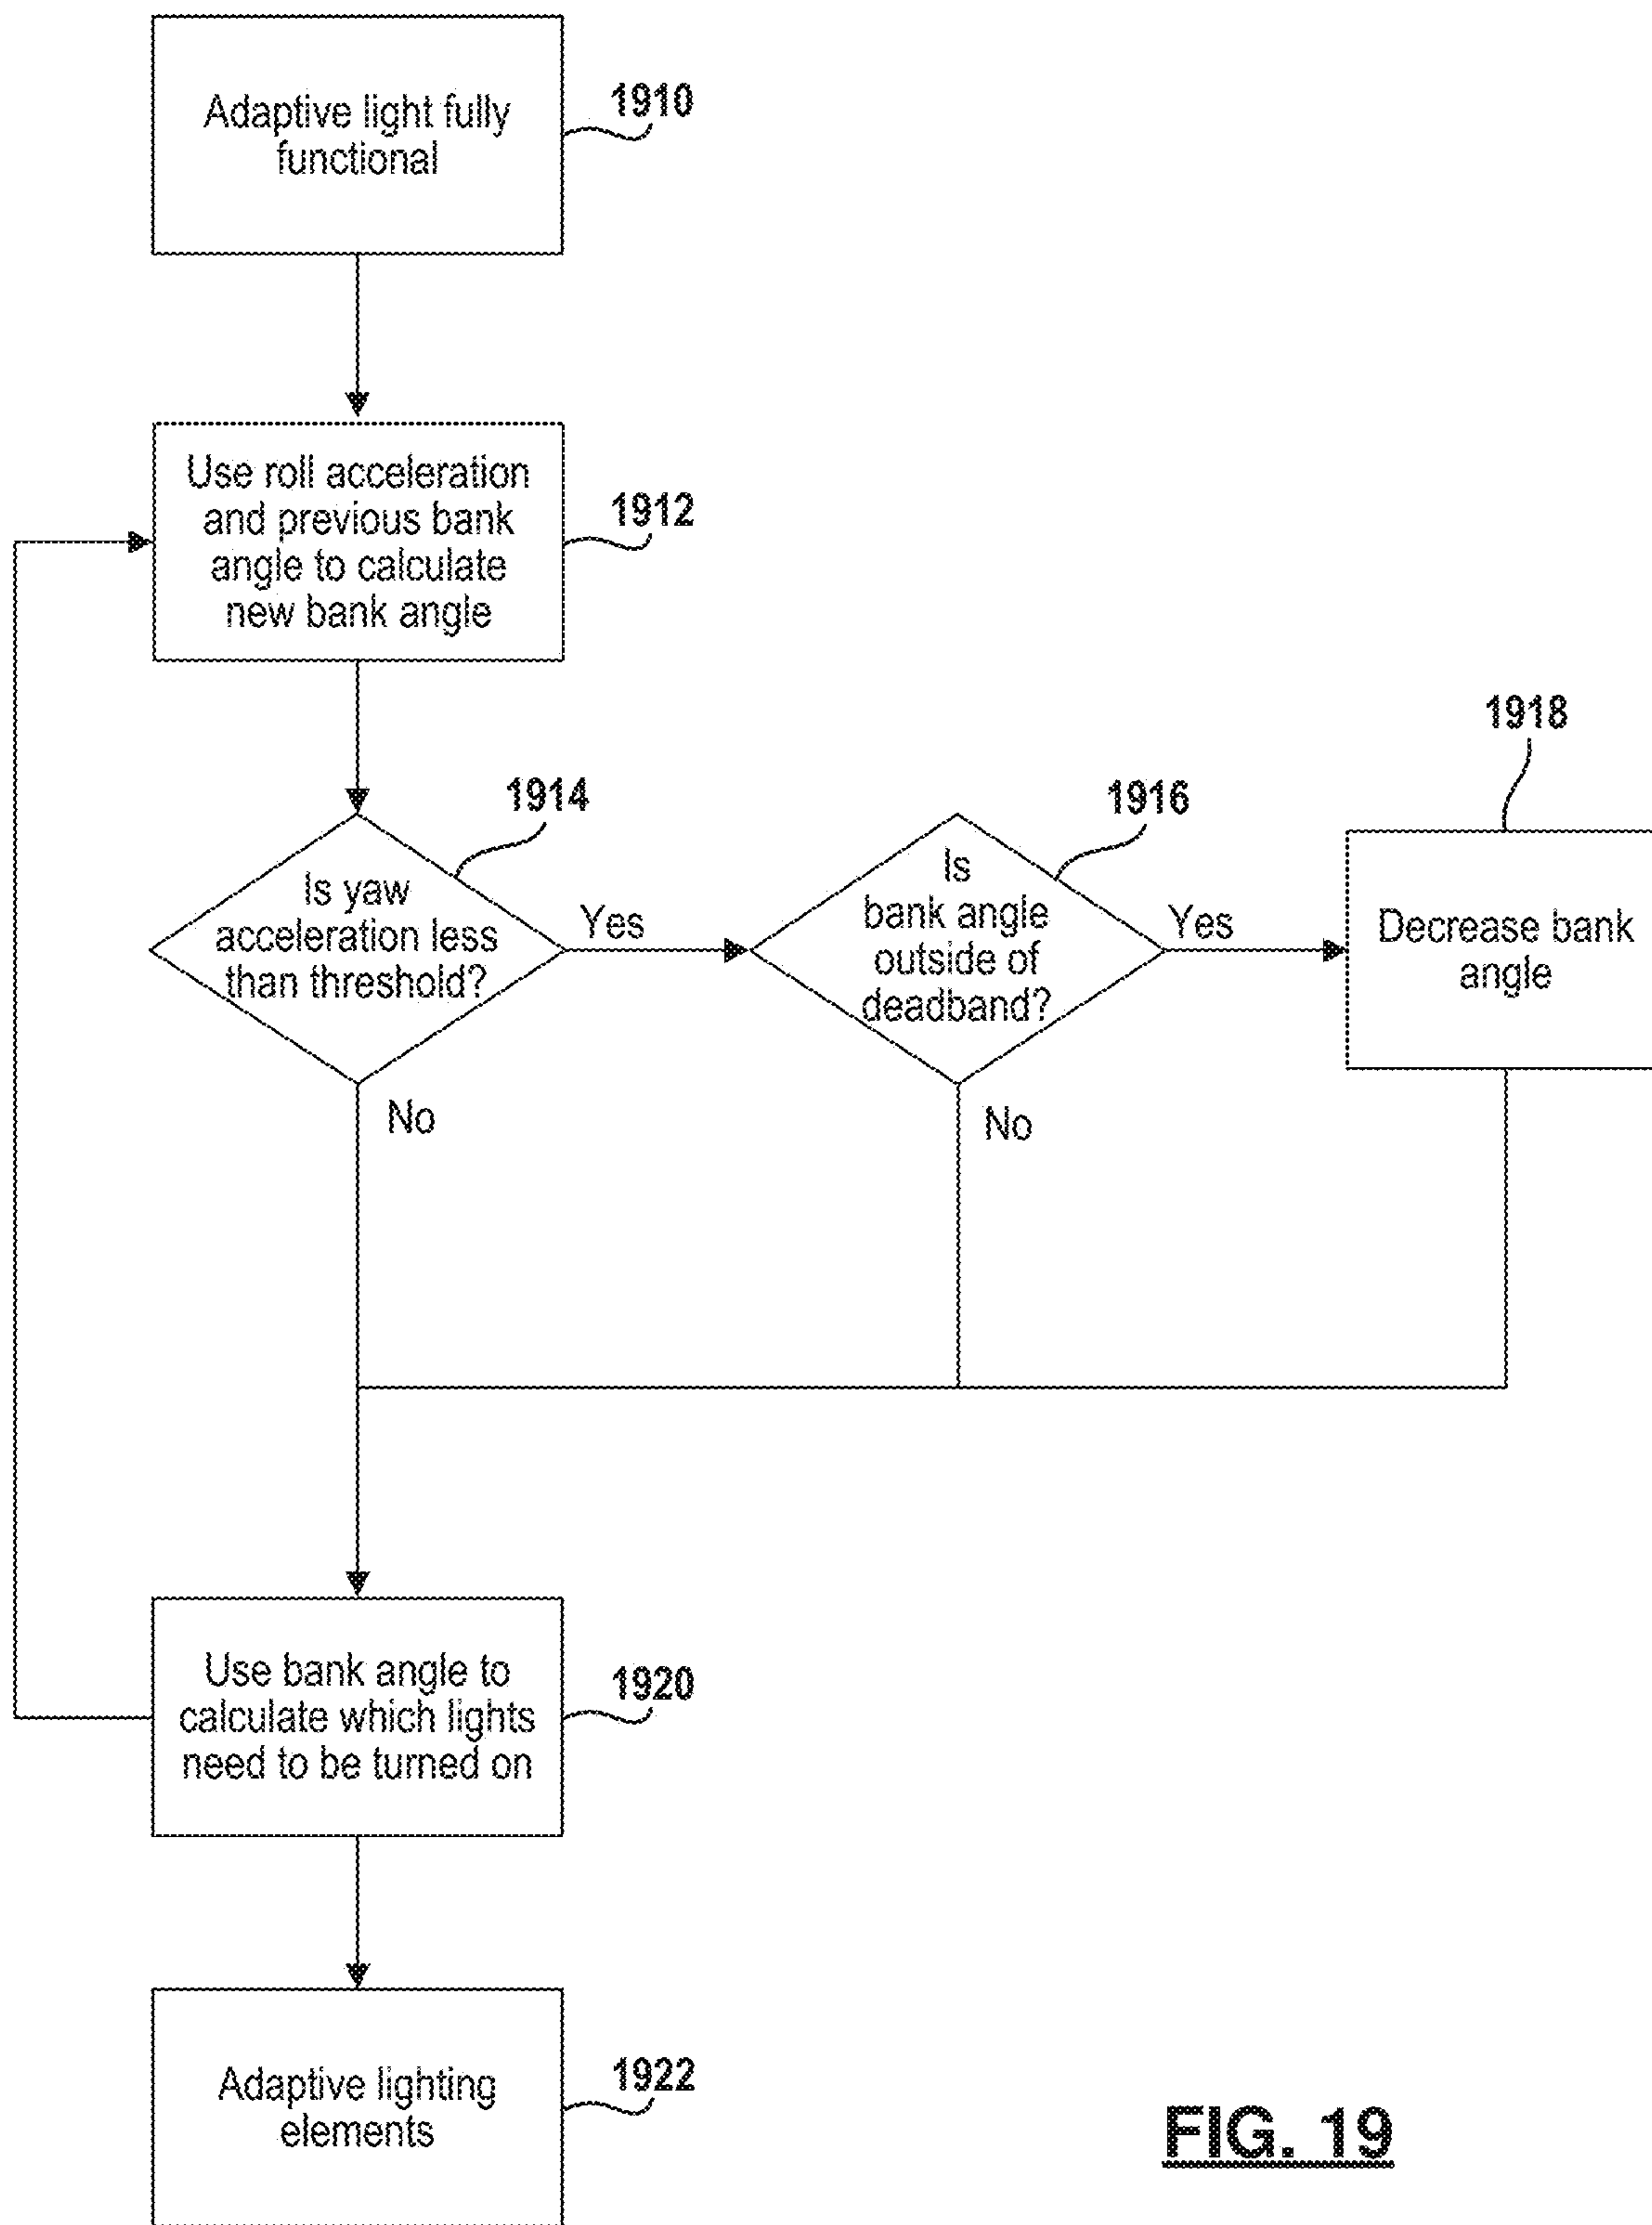 Adaptive light fully
functional
1910
Use roll acceleration
and previous bank
angle to calculate
new bank angle
1912
Is yaw
acceleration less
than threshold?
1914
Yes
No
Is
bank angle
outside of
deadband?
1916
Yes
No
Decrease bank
angle
1918
Use bank angle to
calculate which lights
need to be turned on
1920
Adaptive lighting
elements
1922
FIG. 19